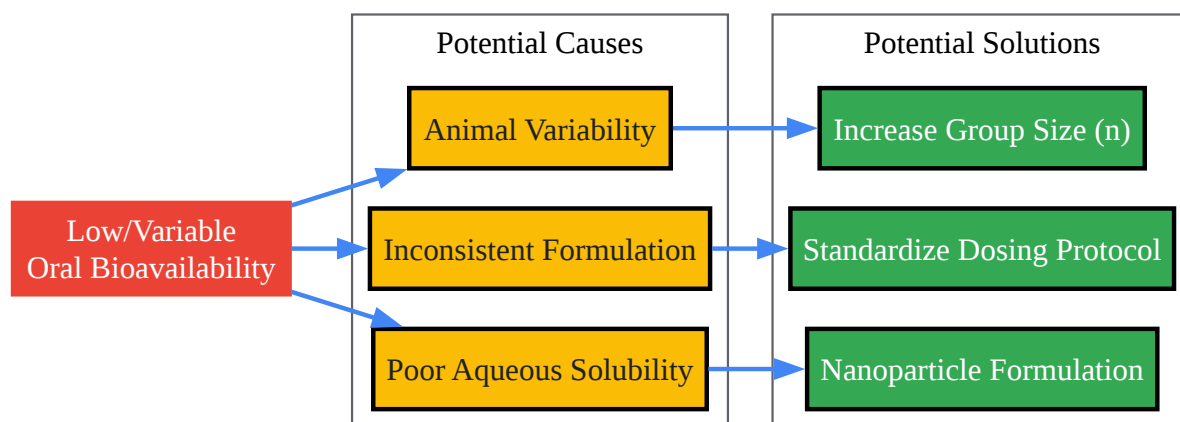 Potential Causes
Potential Solutions
Animal Variability
Increase Group Size (n)
Low/Variable
Oral Bioavailability
Inconsistent Formulation
Standardize Dosing Protocol
Poor Aqueous Solubility
Nanoparticle Formulation